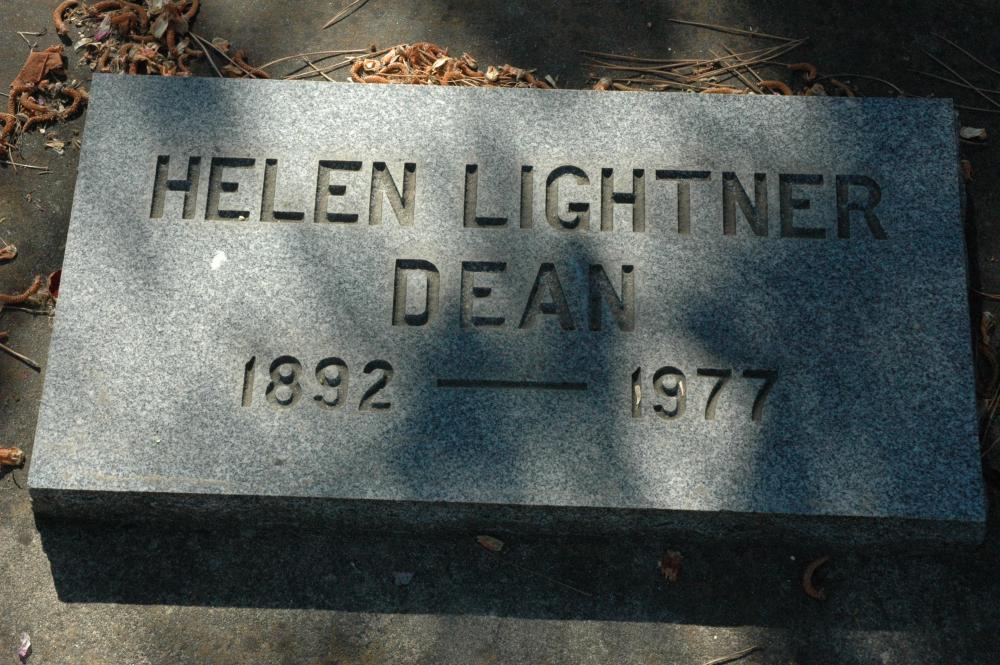 HELEN LIGHTNER
DEAN
1892 — 1977